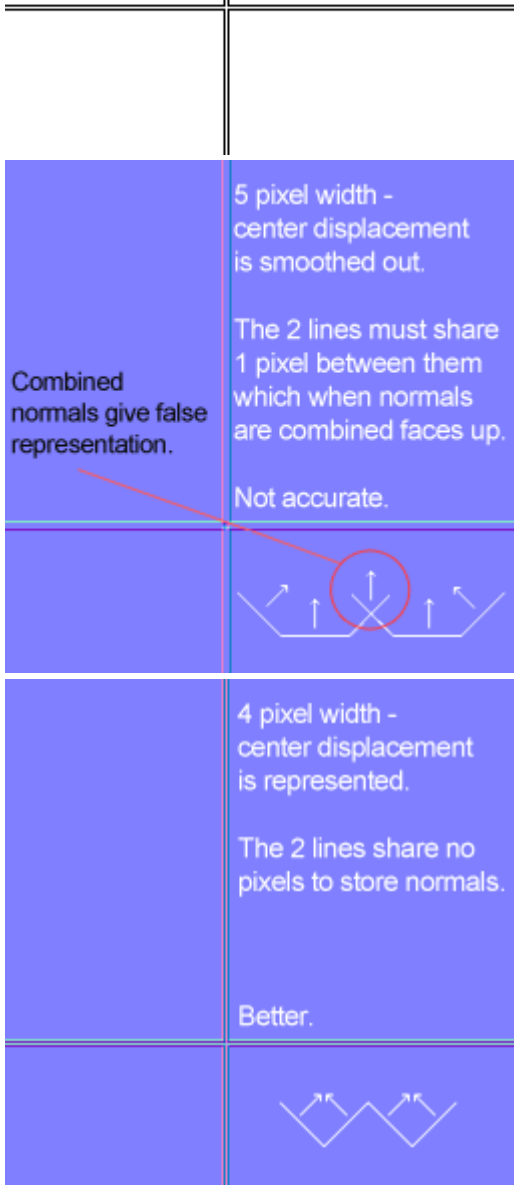 5 pixel width -
center displacement
is smoothed out.
The 2 lines must share
1 pixel between them
which when normals
are combined faces up.
Not accurate.
Combined
normals give false
representation.
4 pixel width -
center displacement
is represented.
The 2 lines share no
pixels to store normals.
Better.